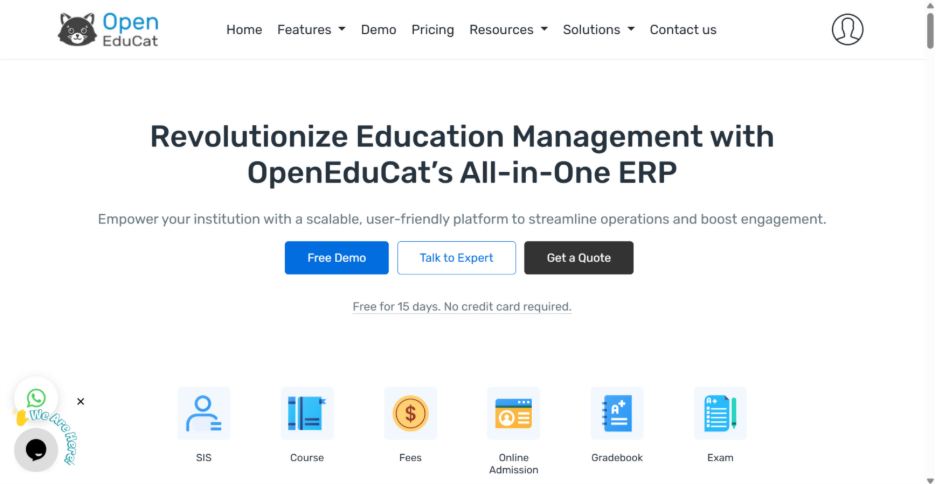 Open
EduCat
Home Features Demo Pricing Resources Solutions Contact us
Revolutionize Education Management with
OpenEduCat’s All-in-One ERP
Empower your institution with a scalable, user-friendly platform to streamline operations and boost engagement.
Free Demo Talk to Expert Get a Quote
Free for 15 days. No credit card required.
We Are Here!
A+ A+
$
SIS Course Fees Online Admission Gradebook Exam